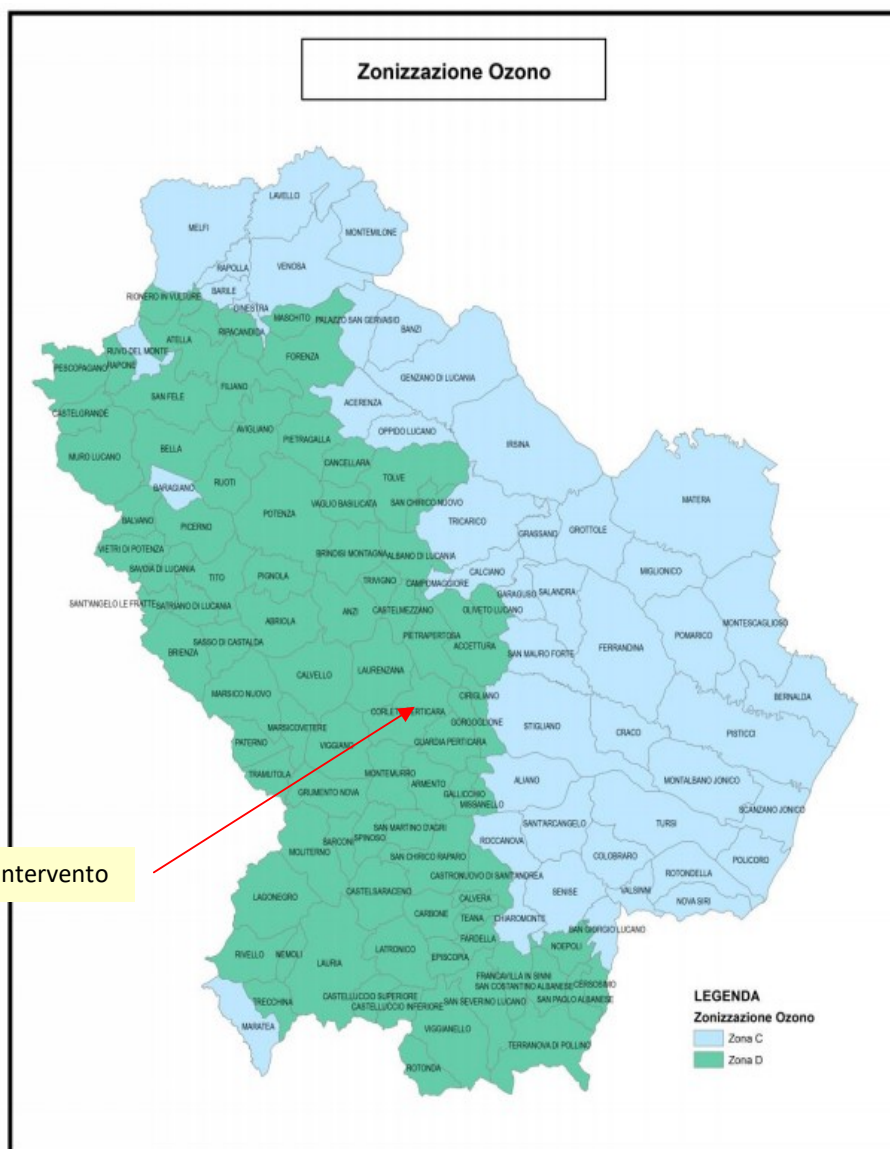 Zonizzazione Ozono
LAVELLO
MELFI
MONTEMILONE
RAPOLLA
VENOSA
BARILE
RIONERO IN VULTURE
GINESTRA
MASCHITO
PALAZZO SAN GERVASIO
BANZI
RIPACANDIDA
ATELLA
RUVO DEL MONTE
FORENZA
PESCOPAGANO
RAPONE
GENZANO DI LUCANIA
FILIANO
SAN FELE
ACERENZA
CASTELGRANDE
OPPIDO LUCANO
AVIGLIANO
PIETRAGALLA
IRSINA
BELLA
MURO LUCANO
CANCELLARA
TOLVE
BARAGIANO
RUOTI
MATERA
VAGLIO BASILICATA
SAN CHIRICO NUOVO
POTENZA
TRICARICO
GRASSANO
GROTTOLE
BALVANO
PICERNO
VIETRI DI POTENZA
BRINDISI MONTAGNA
ALBANO DI LUCANIA
SAVOIA DI LUCANIA
TITO
PIGNOLA
TRIVIGNO
CAMPOMAGGIORE
CALCIANO
MIGLIONICO
GARAGUSO
SALANDRA
SANT'ANGELO LE FRATTE
SATRIANO DI LUCANIA
ANZI
CASTELMEZZANO
OLIVETO LUCANO
ABRIOLA
MONTESCAGLIOSO
PIETRAPERTOSA
POMARICO
SASSO DI CASTALDA
ACCETTURA
SAN MAURO FORTE
FERRANDINA
BRIENZA
CALVELLO
LAURENZANA
MARSICO NUOVO
CIRIGLIANO
BERNALDA
CORLETO PERTICARA
GORGOGLIONE
STIGLIANO
MARSICOVETERE
CRACO
PISTICCI
PATERNO
VIGGIANO
GUARDIA PERTICARA
TRAMUTOLA
MONTEMURRO
ARMENTO
ALIANO
MONTALBANO JONICO
GRUMENTO NOVA
GALLICCHIO
MISSANELLO
SCANZANO JONICO
SAN MARTINO D'AGRI
SANT'ARCANGELO
TURSI
SARCONI
SPINOSO
ROCCANOVA
MOLITERNO
SAN CHIRICO RAPARO
COLOBRARO
POLICORO
ntervento
CASTRONUOVO DI SANT'ANDREA
ROTONDELLA
LAGONEGRO
CASTELSARACENO
CALVERA
SENISE
VALSINNI
NOVA SIRI
CARBONE
TEANA
CHIAROMONTE
FARDELLA
SAN GIORGIO LUCANO
RIVELLO
NEMOLI
LATRONICO
EPISCOPIA
NOEPOLI
LAURIA
FRANCAVILLA IN SINNI
SAN COSTANTINO ALBANESE
CERSOSIMO
TRECCHINA
CASTELLUCCIO SUPERIORE
CASTELLUCCIO INFERIORE
SAN SEVERINO LUCANO
SAN PAOLO ALBANESE
MARATEA
VIGGIANELLO
TERRANOVA DI POLLINO
ROTONDA
LEGENDA
Zonizzazione Ozono
Zona C
Zona D